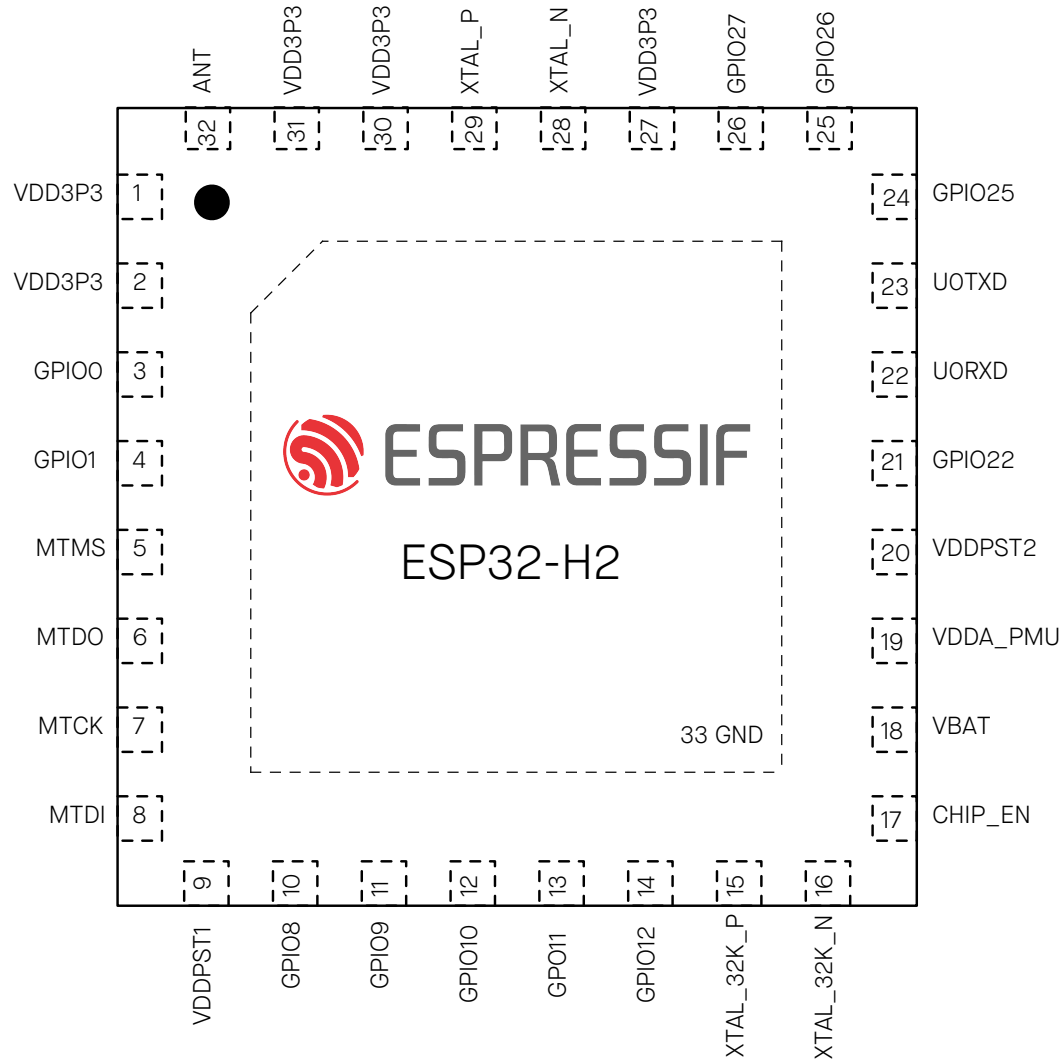 ANT
VDD3P3
VDD3P3
XTAL_P
XTAL_N
VDD3P3
GPIO27
GPIO26
32
31
30
29
28
27
26
25
VDD3P3 1
VDD3P3 2
GPIO0 3
GPIO1 4
MTMS 5
MTDO 6
MTCK 7
MTDI 8
24 GPIO25
23 U0TXD
22 U0RXD
21 GPIO22
20 VDDPST2
19 VDDA_PMU
18 VBAT
17 CHIP_EN
ESPRESSIF
ESP32-H2
33 GND
9
10
11
12
13
14
15
16
VDDPST1
GPIO8
GPIO9
GPIO10
GPO11
GPIO12
XTAL_32K_P
XTAL_32K_N